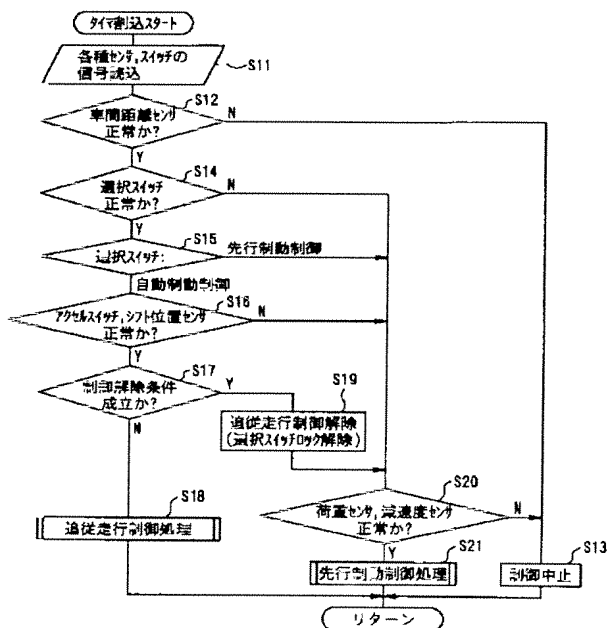 タイマ割込スタート
各種センサ,スイッチの
信号読込
S11
車間距離センサ
正常か?
S12
N
Y
選択スイッチ
正常か?
S14
N
Y
選択スイッチ:
S15
先行制動制御
自動制動制御
アクセルスイッチ,シフト位置センサ
正常か?
S16
N
Y
制御解除条件
成立か?
S17
Y
N
追従走行制御解除
(選択スイッチロック解除)
S19
荷重センサ,減速度センサ
正常か?
S20
N
Y
追従走行制御処理
S18
先行制動制御処理
S21
制御中止
S13
リターン